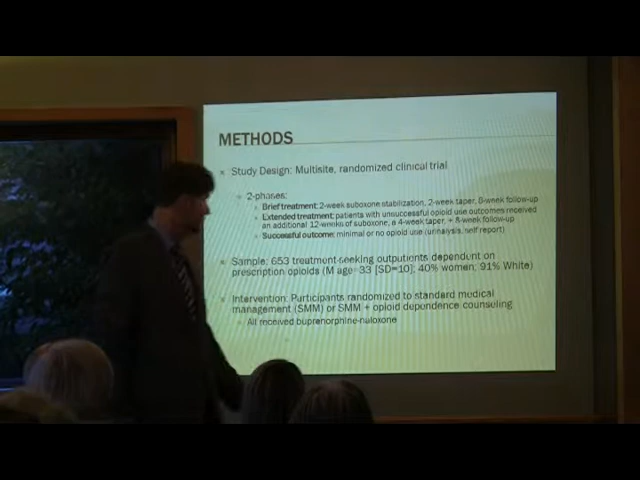 METHODS
Study Design: Multisite, randomized clinical trial
2-phases:
Brief treatment: 2-week suboxone stabilization, 2-week taper, 8-week follow-up
Extended treatment: patients with unsuccessful opioid use outcomes received
an additional 12-weeks of suboxone, a 4-week taper, + 8-week follow-up
Successful outcome: minimal or no opioid use (urinalysis, self report)
Sample: 653 treatment-seeking outpatients dependent on
prescription opioids (M age=33 [SD=10]; 40% women, 91% White)
Intervention: Participants randomized to standard medical
management (SMM) or SMM + opioid dependence counseling
All received buprenorphine-naloxone